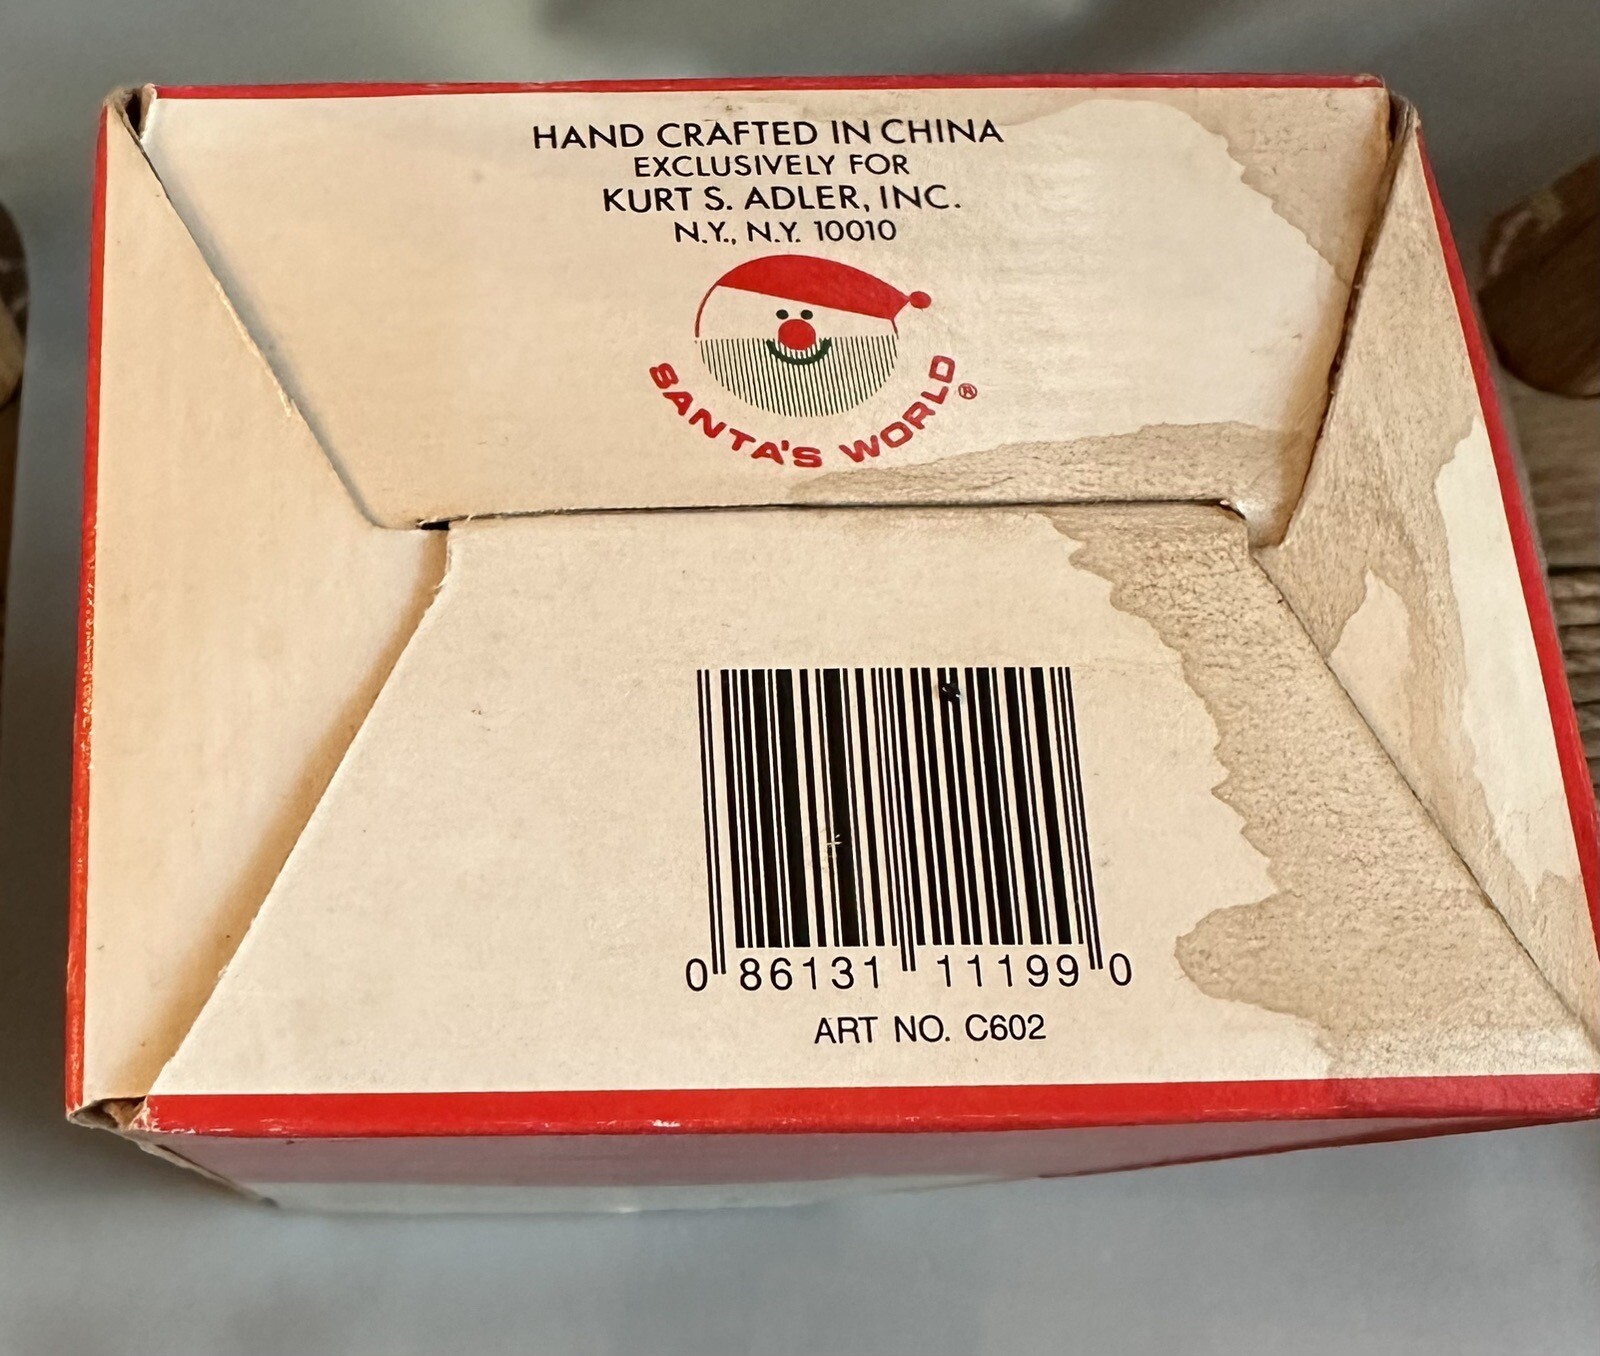 HAND CRAFTED IN CHINA
EXCLUSIVELY FOR
KURT S. ADLER, INC.
N.Y., N.Y. 10010
SANTA'S WORLD®
0 86131 11199 0
ART NO. C602